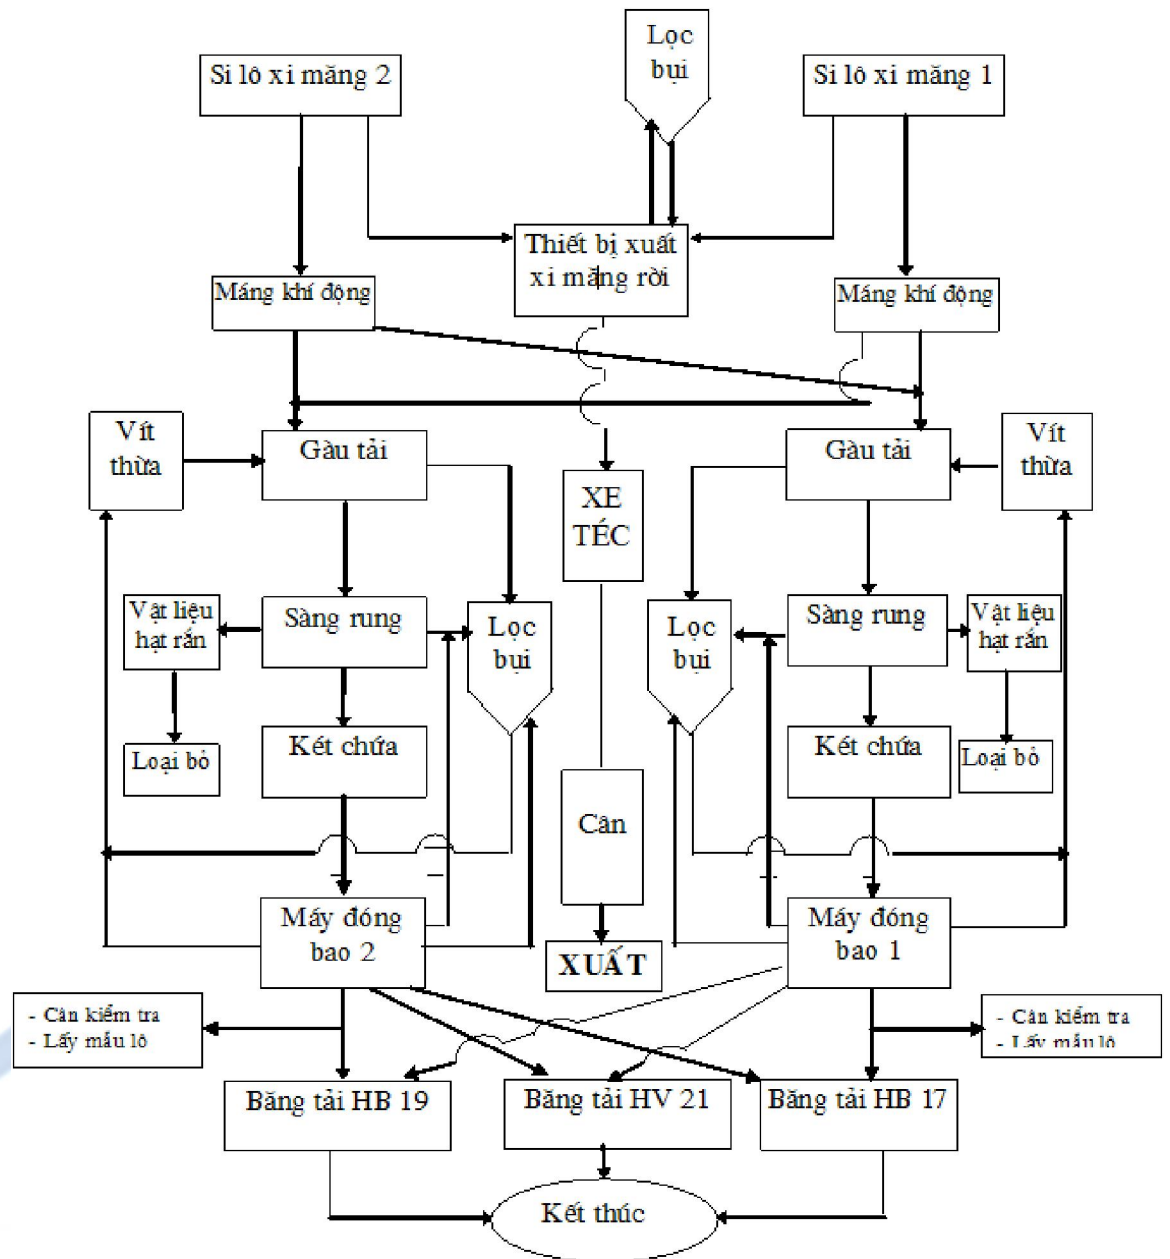 Lọc
bụi
Si lô xi măng 2
Si lô xi măng 1
Thiết bị xuất
xi măng rời
Máng khí động
Máng khí động
Vít
thừa
Gàu tải
XE
TÉC
Gàu tải
Vít
thừa
Vật liệu
hạt rắn
Sàng rung
Lọc
bụi
Lọc
bụi
Sàng rung
Vật liệu
hạt rắn
Loại bỏ
Két chứa
Cân
Két chứa
Loại bỏ
Mấy đóng
bao 2
XUẤT
Mấy đóng
bao 1
- Cân kiểm tra
- Lấy mẫu lô
- Cân kiểm tra
- Lấy mẫu lô
Băng tải HB 19
Băng tải HV 21
Băng tải HB 17
Kết thúc